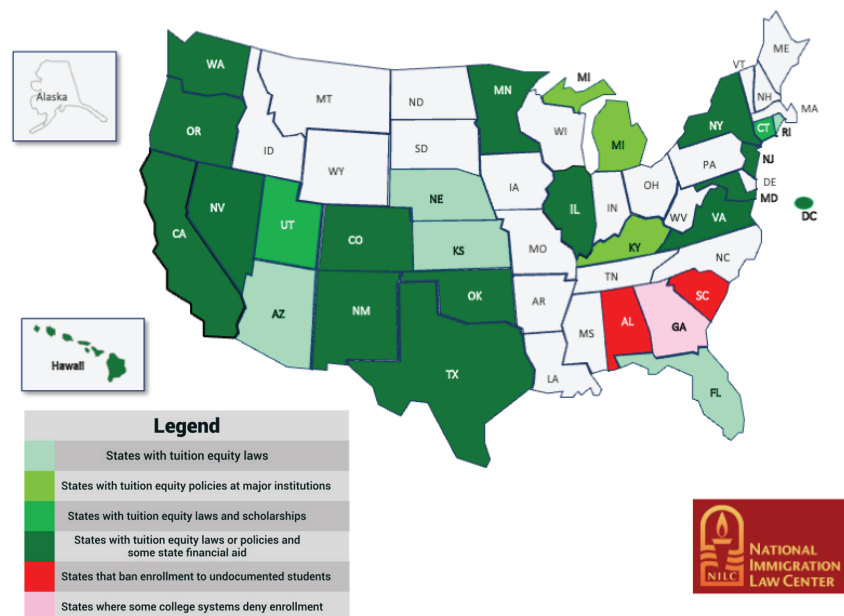 ME
WA
VT
MI
MN
Alaska
MT
ND
NH
MA
OR
WI
NY
CT
RI
ID
SD
MI
WY
PA
NJ
IA
OH
DE
NE
MD
NV
UT
IL
IN
WV
VA
DC
CA
CO
KS
MO
KY
NC
TN
AZ
NM
OK
AR
SC
AL
GA
MS
Hawaii
TX
LA
FL
Legend
States with tuition equity laws
States with tuition equity policies at major institutions
States with tuition equity laws and scholarships
States with tuition equity laws or policies and
some state financial aid
States that ban enrollment to undocumented students
States where some college systems deny enrollment
NILC
NATIONAL
IMMIGRATION
LAW CENTER